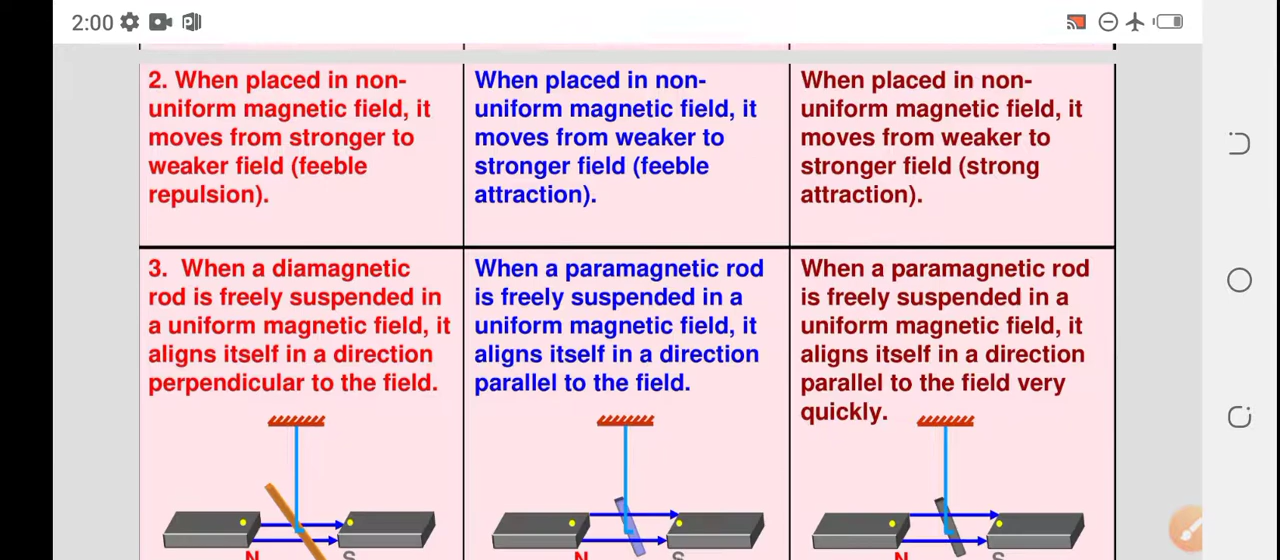 2:00
2. When placed in non-
uniform magnetic field, it
moves from stronger to
weaker field (feeble
repulsion).
When placed in non-
uniform magnetic field, it
moves from weaker to
stronger field (feeble
attraction).
When placed in non-
uniform magnetic field, it
moves from weaker to
stronger field (strong
attraction).
3. When a diamagnetic
rod is freely suspended in
a uniform magnetic field, it
aligns itself in a direction
perpendicular to the field.
N
S
When a paramagnetic rod
is freely suspended in a
uniform magnetic field, it
aligns itself in a direction
parallel to the field.
N
S
When a paramagnetic rod
is freely suspended in a
uniform magnetic field, it
aligns itself in a direction
parallel to the field very
quickly.
N
S